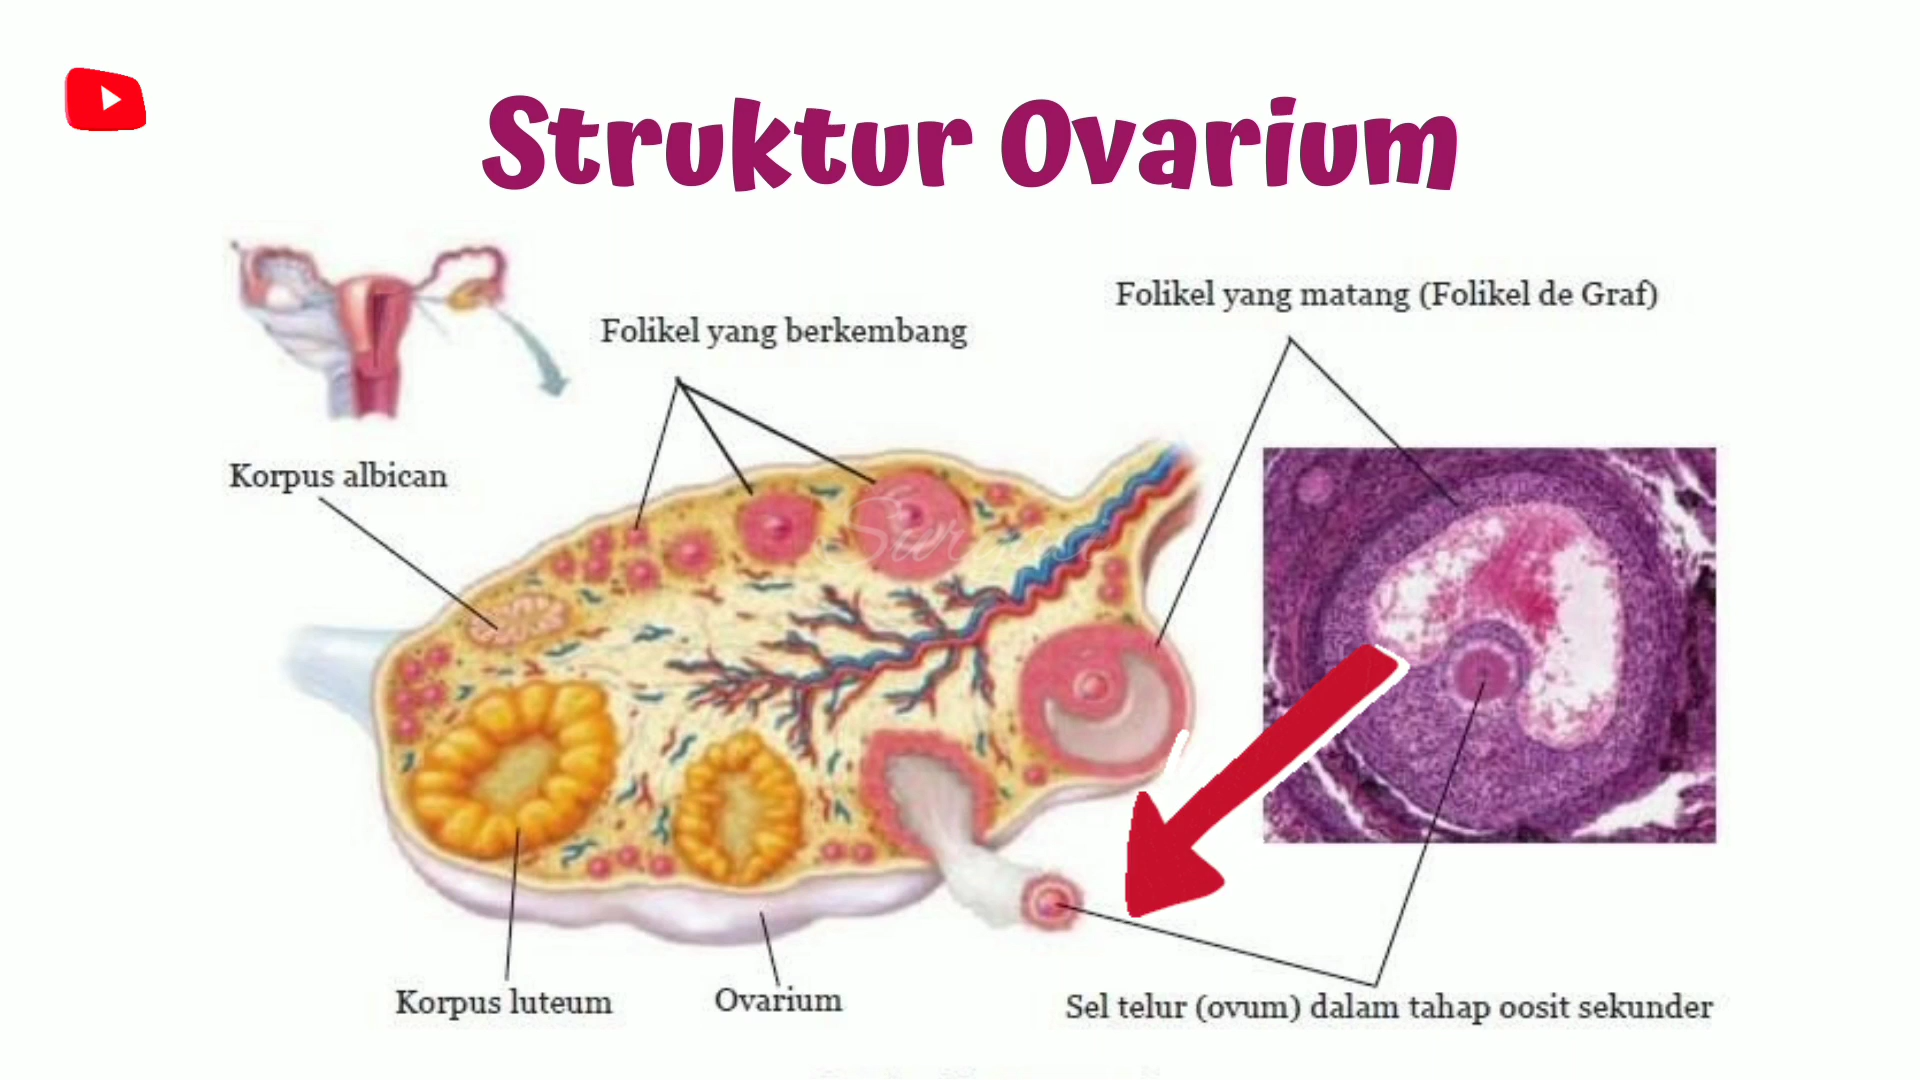 Struktur Ovarium
Folikel yang matang (Folikel de Graf)
Folikel yang berkembang
Korpus albican
Korpus luteum
Ovarium
Sel telur (ovum) dalam tahap oosit sekunder